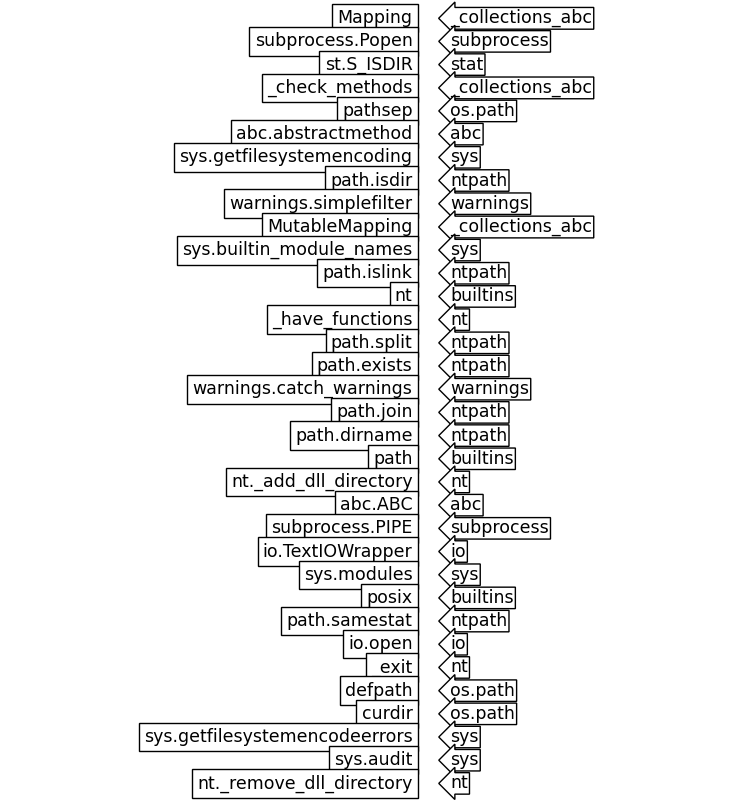 Mapping _collections_abc
subprocess.Popen subprocess
st.S_ISDIR stat
_check_methods _collections_abc
pathsep os.path
abc.abstractmethod abc
sys.getfilesystemencoding sys
path.isdir ntpath
warnings.simplefilter warnings
MutableMapping _collections_abc
sys.builtin_module_names sys
path.islink ntpath
nt builtins
_have_functions nt
path.split ntpath
path.exists ntpath
warnings.catch_warnings warnings
path.join ntpath
path.dirname ntpath
path builtins
nt._add_dll_directory nt
abc.ABC abc
subprocess.PIPE subprocess
io.TextIOWrapper io
sys.modules sys
posix builtins
path.samestat ntpath
io.open io
exit nt
defpath os.path
curdir os.path
sys.getfilesystemencodeerrors sys
sys.audit sys
nt._remove_dll_directory nt